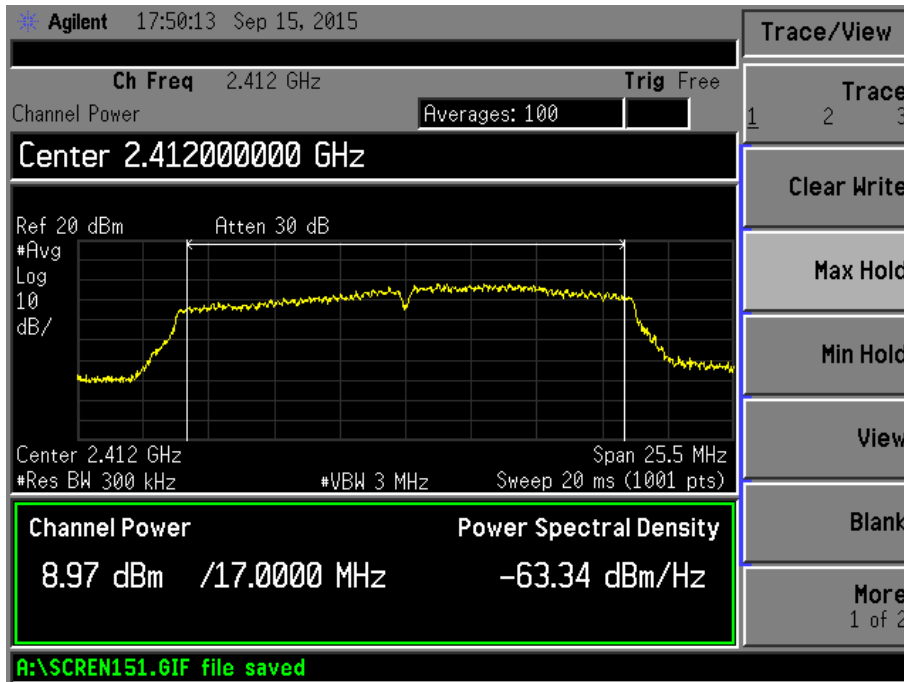 Agilent 17:50:13 Sep 15, 2015
Trace/View
Ch Freq 2.412 GHz Trig Free
Channel Power Averages: 100
Trace
1 2 3
Center 2.412000000 GHz
Clear Write
Ref 20 dBm Atten 30 dB
#Avg
Log
10
dB/
Max Hold
Min Hold
View
Center 2.412 GHz Span 25.5 MHz
#Res BW 300 kHz #VBW 3 MHz Sweep 20 ms (1001 pts)
Channel Power Power Spectral Density
8.97 dBm /17.0000 MHz -63.34 dBm/Hz
Blank
More
1 of 2
A:\SCREN151.GIF file saved